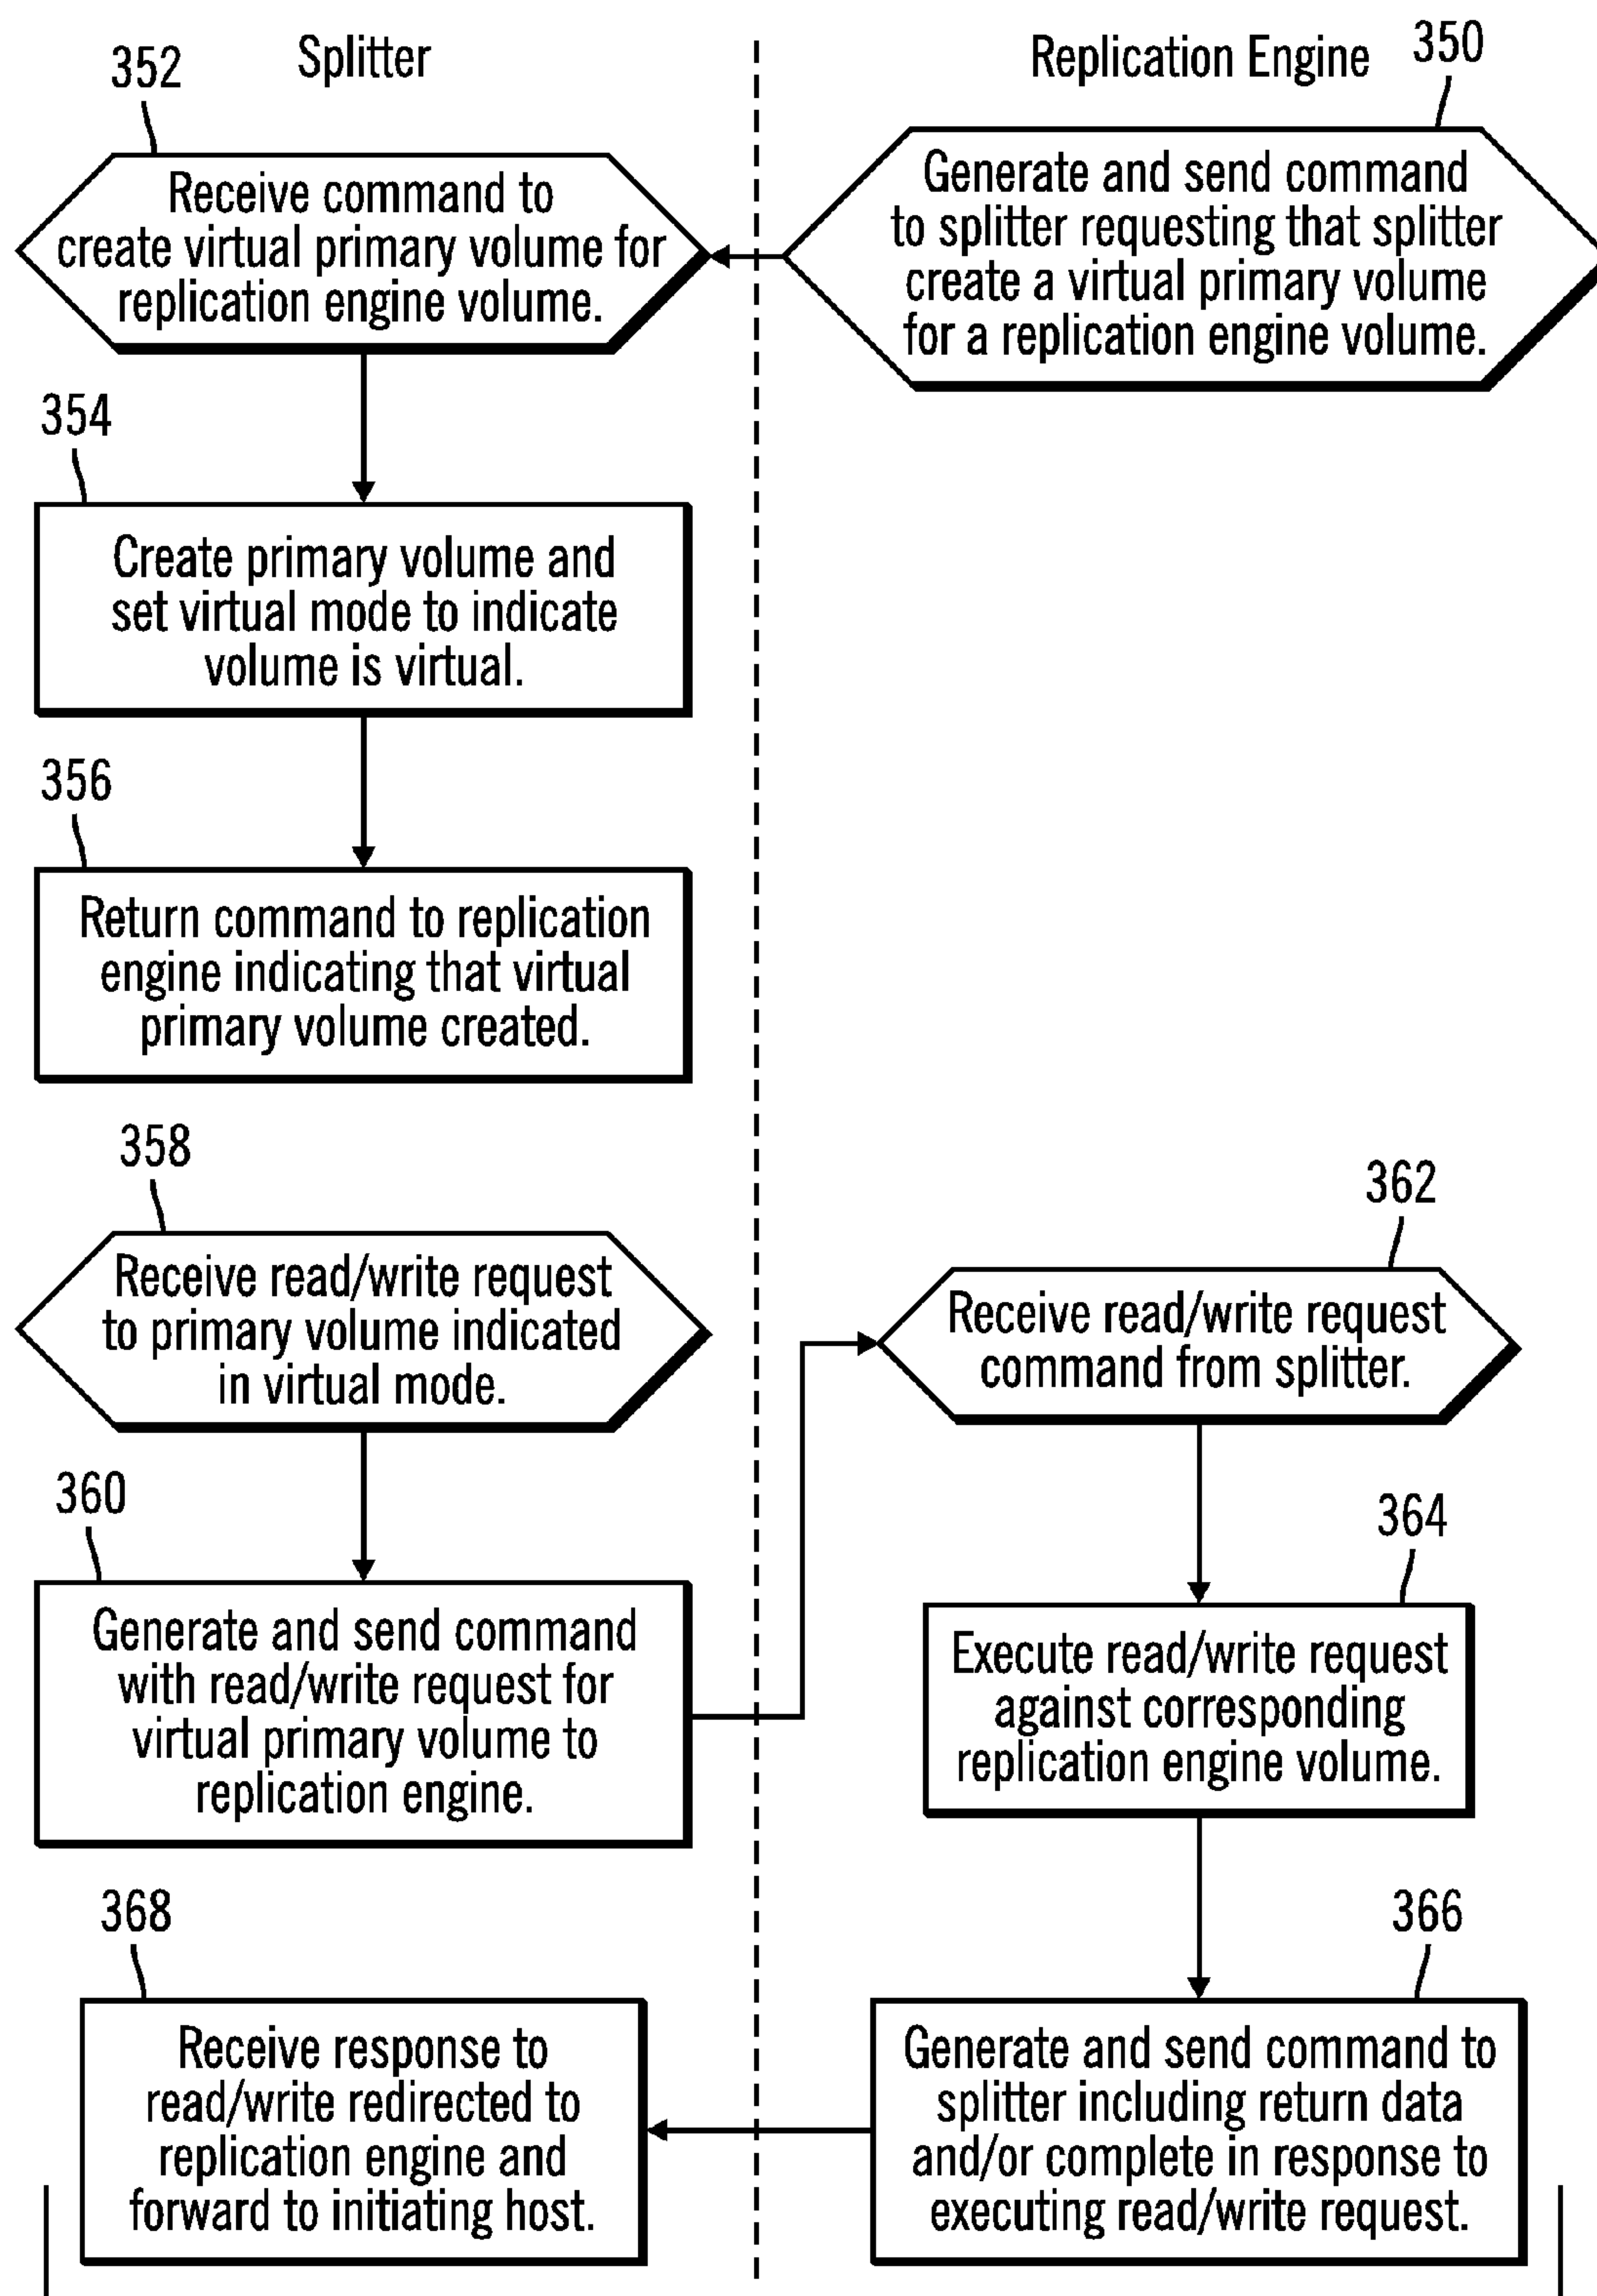 352
Splitter
Replication Engine
350
Receive command to
create virtual primary volume for
replication engine volume.
Generate and send command
to splitter requesting that splitter
create a virtual primary volume
for a replication engine volume.
354
Create primary volume and
set virtual mode to indicate
volume is virtual.
356
Return command to replication
engine indicating that virtual
primary volume created.
358
Receive read/write request
to primary volume indicated
in virtual mode.
362
Receive read/write request
command from splitter.
360
Generate and send command
with read/write request for
virtual primary volume to
replication engine.
364
Execute read/write request
against corresponding
replication engine volume.
368
Receive response to
read/write redirected to
replication engine and
forward to initiating host.
366
Generate and send command to
splitter including return data
and/or complete in response to
executing read/write request.